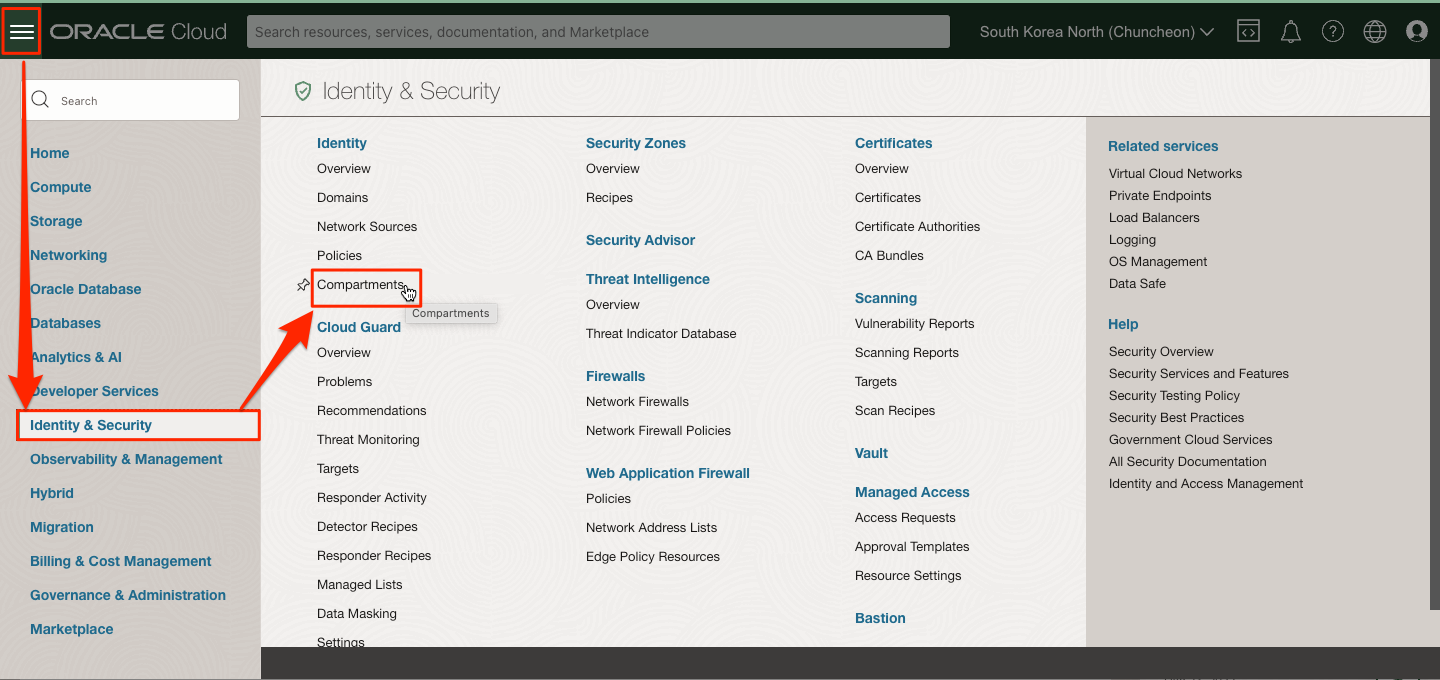 ORACLE Cloud
Search resources, services, documentation, and Marketplace
South Korea North (Chuncheon)
Search
Home
Compute
Storage
Networking
Oracle Database
Databases
Analytics & AI
Developer Services
Identity & Security
Observability & Management
Hybrid
Migration
Billing & Cost Management
Governance & Administration
Marketplace
Identity & Security
Identity
Overview
Domains
Network Sources
Policies
Compartments
Compartments
Cloud Guard
Overview
Problems
Recommendations
Threat Monitoring
Targets
Responder Activity
Detector Recipes
Responder Recipes
Managed Lists
Data Masking
Settings
Security Zones
Overview
Recipes
Security Advisor
Threat Intelligence
Overview
Threat Indicator Database
Firewalls
Network Firewalls
Network Firewall Policies
Web Application Firewall
Policies
Network Address Lists
Edge Policy Resources
Certificates
Overview
Certificates
Certificate Authorities
CA Bundles
Scanning
Vulnerability Reports
Scanning Reports
Targets
Scan Recipes
Vault
Managed Access
Access Requests
Approval Templates
Resource Settings
Bastion
Related services
Virtual Cloud Networks
Private Endpoints
Load Balancers
Logging
OS Management
Data Safe
Help
Security Overview
Security Services and Features
Security Testing Policy
Security Best Practices
Government Cloud Services
All Security Documentation
Identity and Access Management